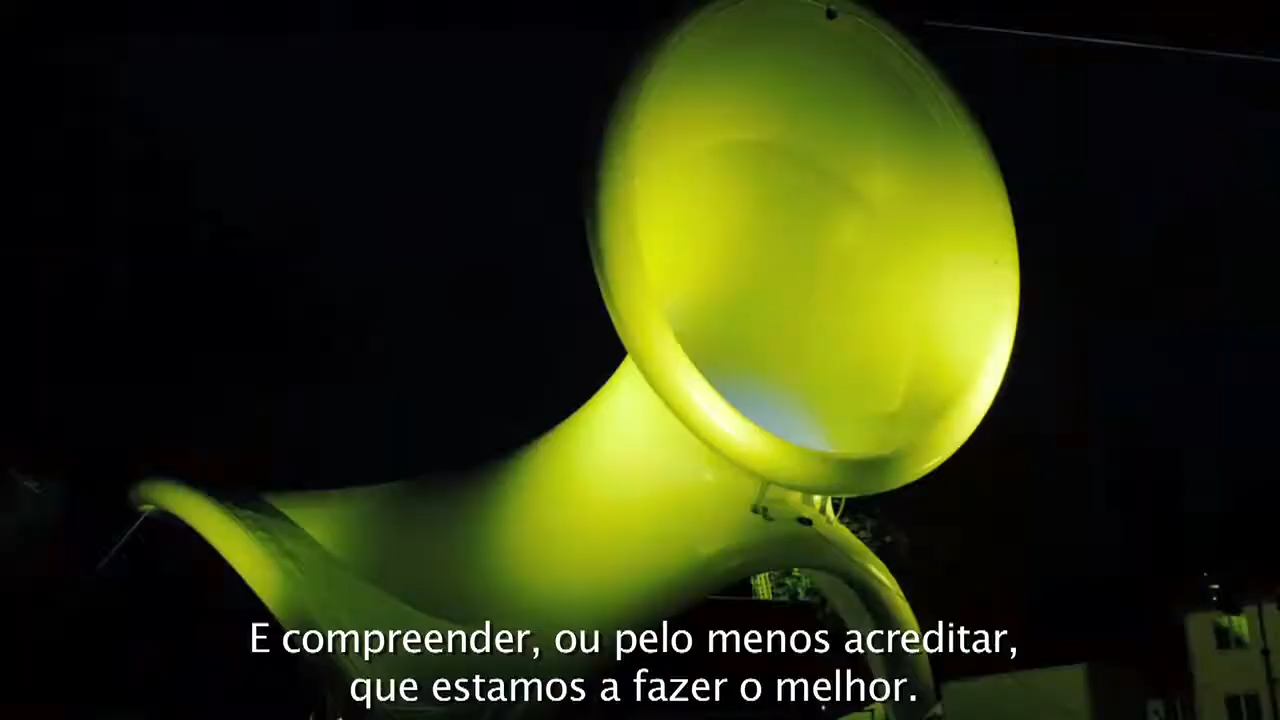 E compreender, ou pelo menos acreditar,
que estamos a fazer o melhor.